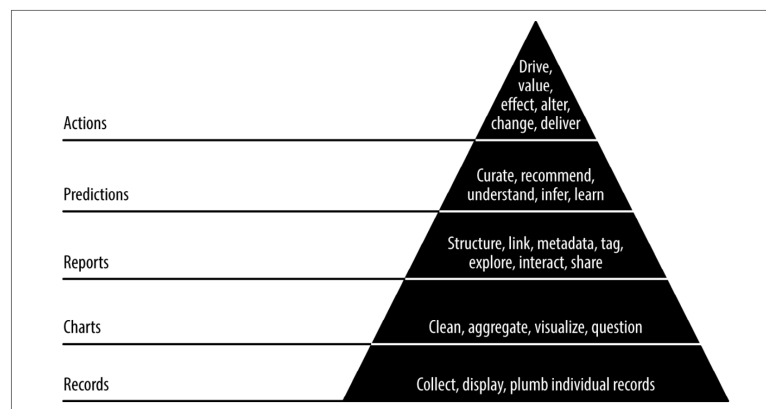 Drive,
value,
effect, alter,
change, deliver
Actions
Curate, recommend,
understand, infer, learn
Predictions
Structure, link, metadata, tag,
explore, interact, share
Reports
Charts
Clean, aggregate, visualize, question
Records
Collect, display, plumb individual records